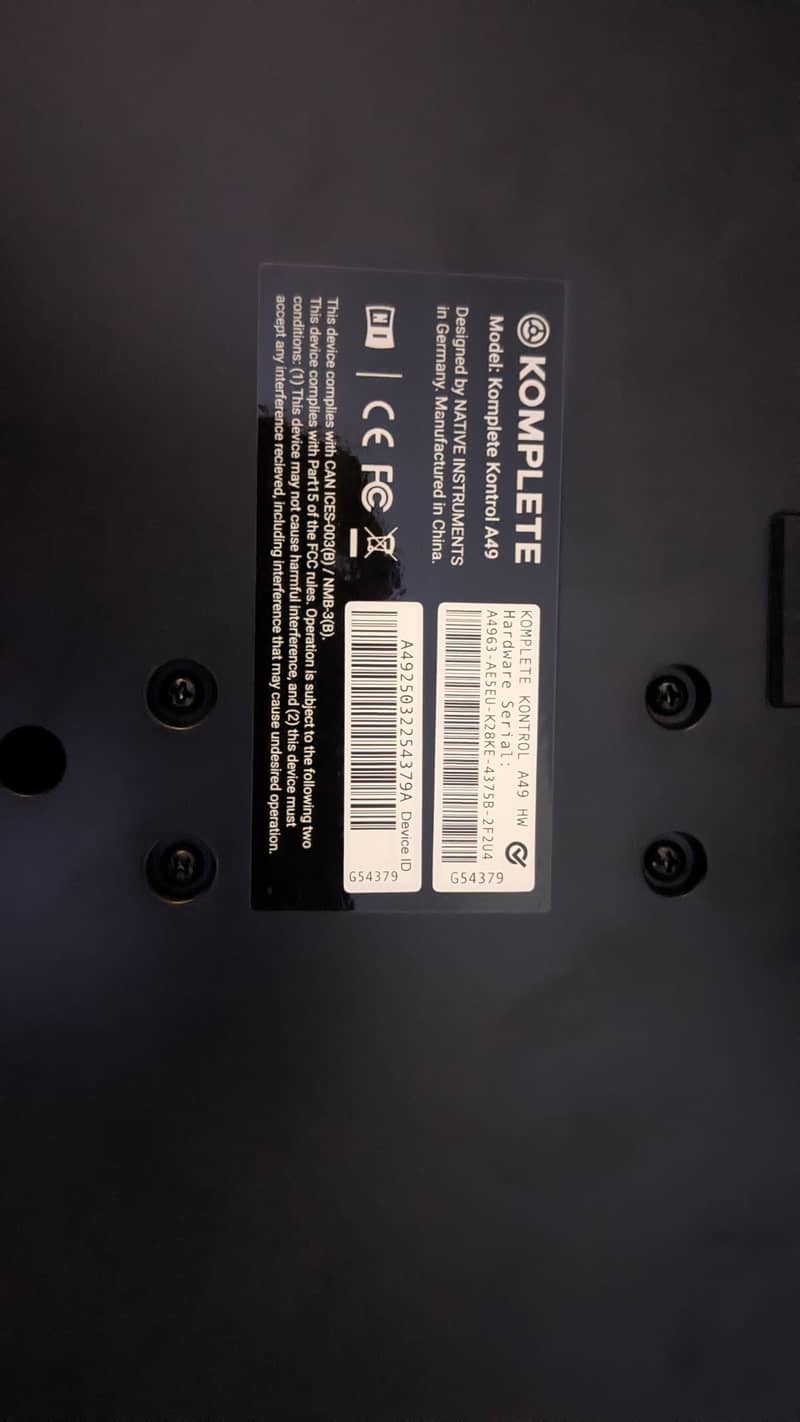 KOMPLETE
Model: Komplete Kontrol A49
Designed by NATIVE INSTRUMENTS
in Germany. Manufactured in China.
NI | CE FC
This device complies with CAN ICES-003(B) / NMB-3(B).
This device complies with Part15 of the FCC rules. Operation is subject to the following two
conditions: (1) This device may not cause harmful interference, and (2) this device must
accept any interference recieved, including interference that may cause undesired operation.
KOMPLETE KONTROL A49 HW
Hardware Serial:
A4963-AE5EU-K28KE-4375B-2F2U4
G54379
A4925032254379A Device ID
G54379